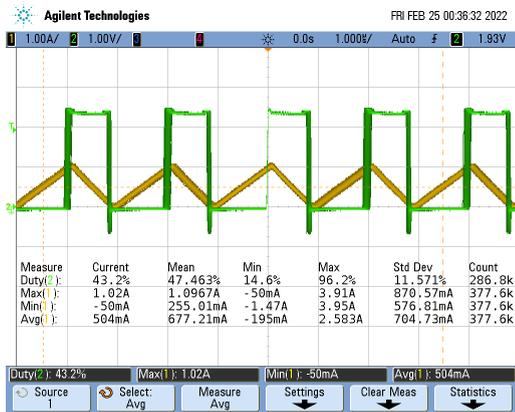 Agilent Technologies FRI FEB 25 00:36:32 2022
1 1.00A/ 2 1.00V/ 3 4 0.0s 1.000%/ Auto 2 1.93V
T
2
Measure Current Mean Min Max Std Dev Count
Duty(2): 43.2% 47.463% 14.6% 96.2% 11.571% 286.8k
Max(1): 1.02A 1.0967A -50mA 3.91A 870.57mA 377.6k
Min(1): -50mA 255.01mA -1.47A 3.95A 576.81mA 377.6k
Avg(1): 504mA 677.21mA -195mA 2.583A 704.73mA 377.6k
Duty(2): 43.2% Max(1): 1.02A Min(1): -50mA Avg(1): 504mA
Source Select: Measure Settings Clear Meas Statistics
1 Avg Avg